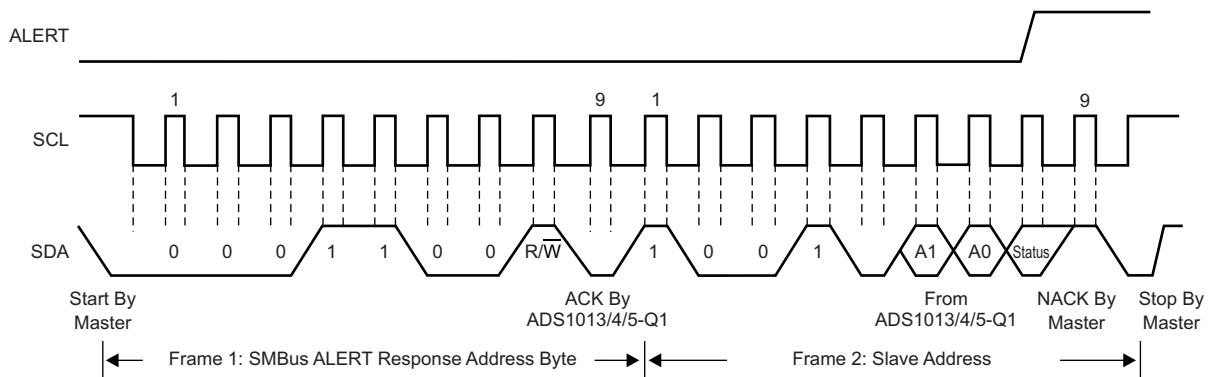 ALERT
1 9 1 9
SCL
SDA
0 0 0 1 1 0 0 R/W̅ 1 0 0 1 A1 A0 Status
Start By
Master
ACK By
ADS1013/4/5-Q1
From
ADS1013/4/5-Q1
NACK By
Master
Stop By
Master
Frame 1: SMBus ALERT Response Address Byte
Frame 2: Slave Address